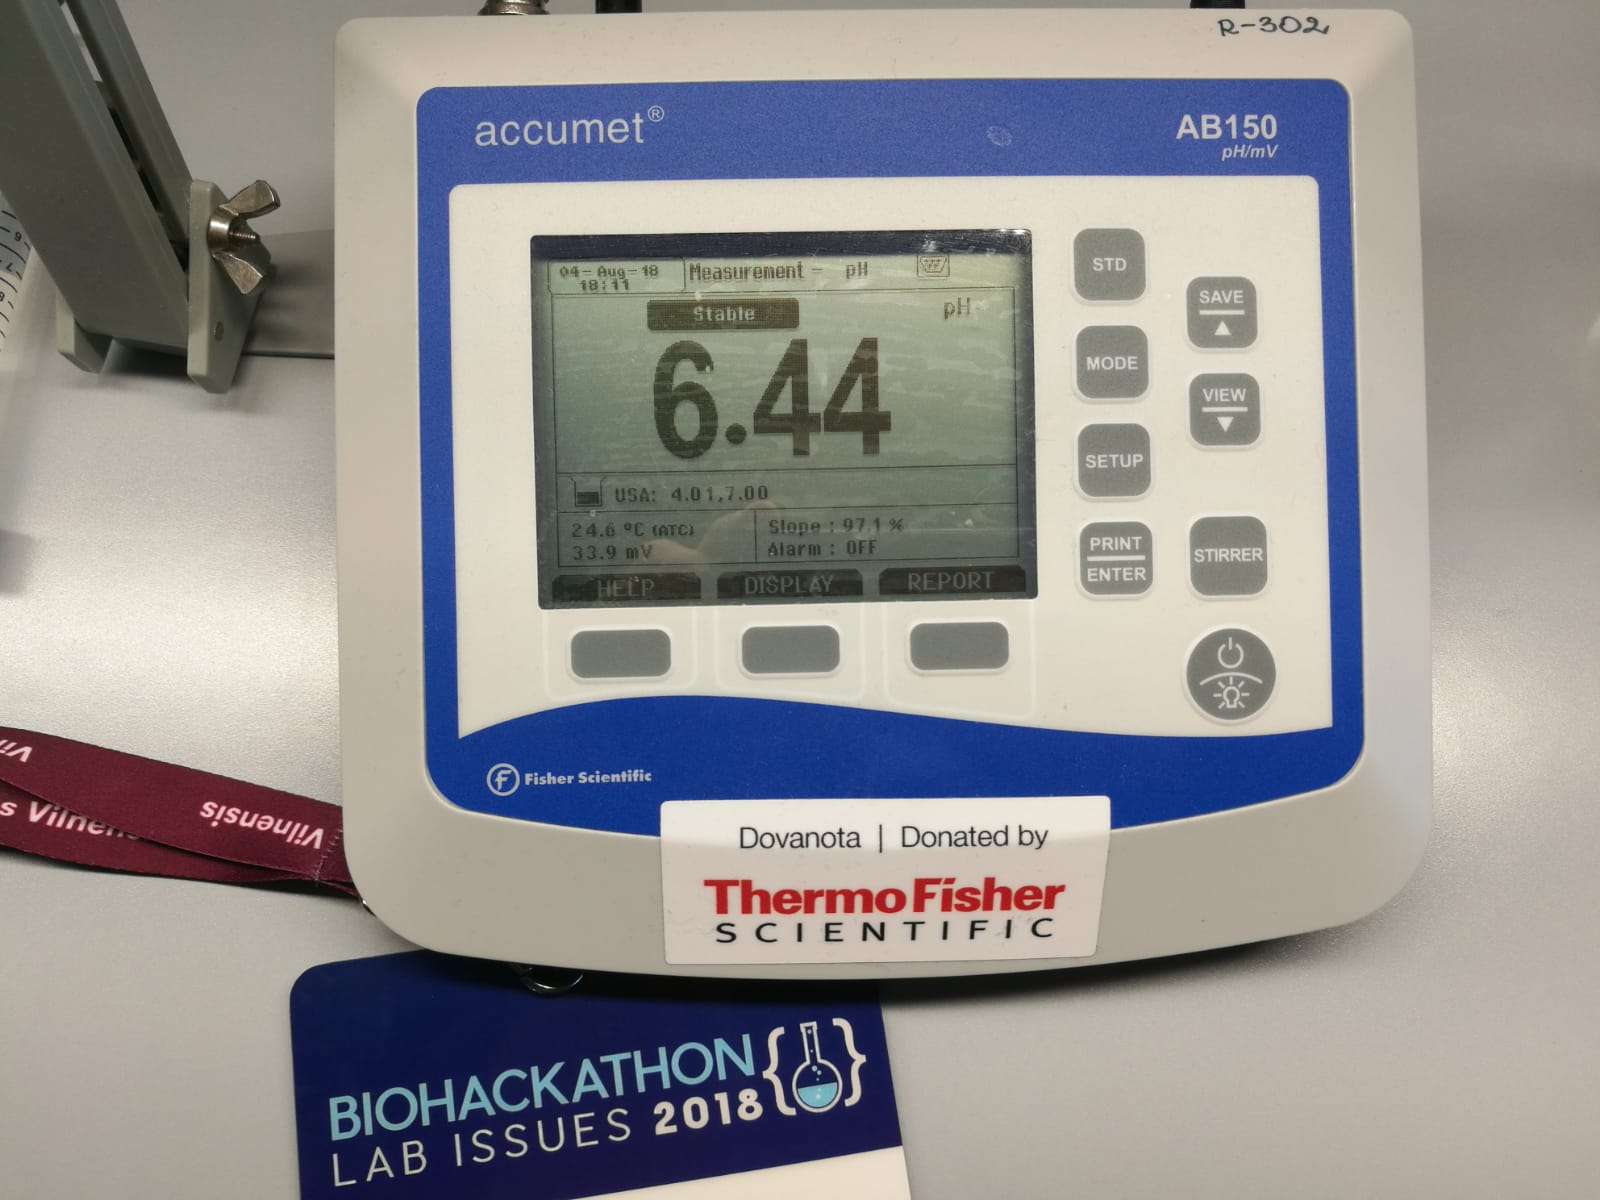 R-302
accumet®
AB150
pH/mV
04-Aug-18
18:11
Measurement - pH
Stable
pH
6.44
USA: 4.01,7.00
24.6 ºC (ATC)
33.9 mV
Slope : 97.1 %
Alarm : OFF
HELP
DISPLAY
REPORT
STD
SAVE
MODE
VIEW
SETUP
PRINT
ENTER
STIRRER
Fisher Scientific
Dovanota | Donated by
ThermoFisher
SCIENTIFIC
Vilnensis
BIOHACKATHON
LAB ISSUES 2018